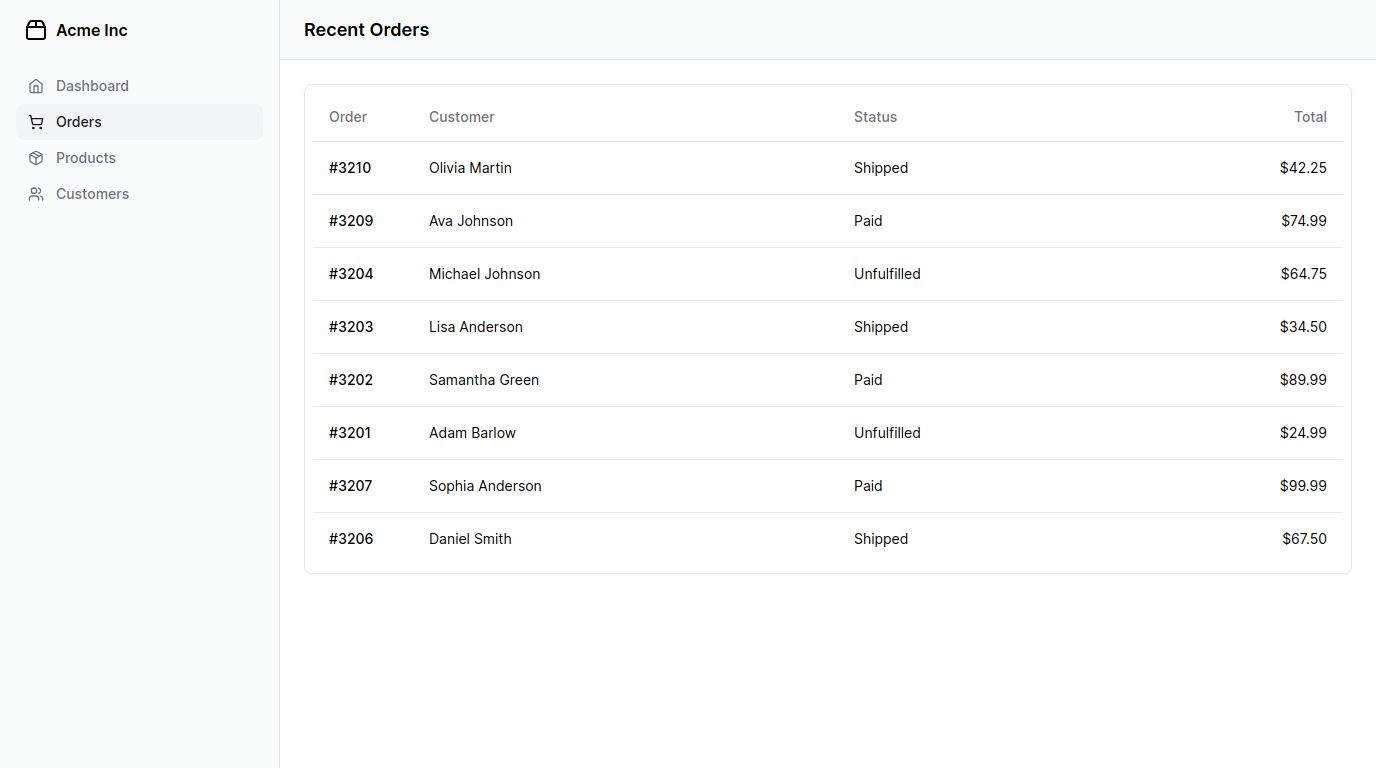 Acme Inc
Dashboard
Orders
Products
Customers
Recent Orders
Order Customer Status Total
#3210 Olivia Martin Shipped $42.25
#3209 Ava Johnson Paid $74.99
#3204 Michael Johnson Unfulfilled $64.75
#3203 Lisa Anderson Shipped $34.50
#3202 Samantha Green Paid $89.99
#3201 Adam Barlow Unfulfilled $24.99
#3207 Sophia Anderson Paid $99.99
#3206 Daniel Smith Shipped $67.50